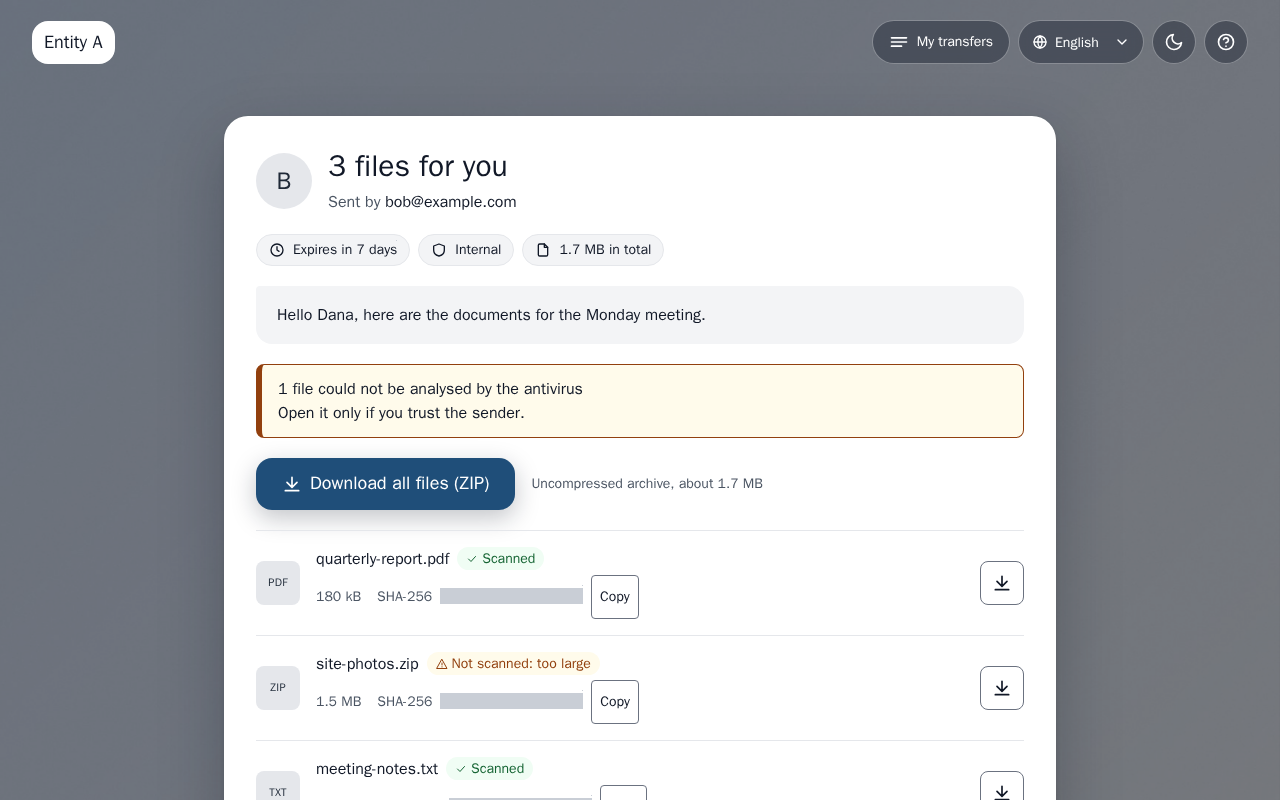 Entity A
My transfers
English
B
3 files for you
Sent by bob@example.com
Expires in 7 days
Internal
1.7 MB in total
Hello Dana, here are the documents for the Monday meeting.
1 file could not be analysed by the antivirus
Open it only if you trust the sender.
Download all files (ZIP)
Uncompressed archive, about 1.7 MB
PDF
quarterly-report.pdf
Scanned
180 kB
SHA-256
Copy
ZIP
site-photos.zip
Not scanned: too large
1.5 MB
SHA-256
Copy
TXT
meeting-notes.txt
Scanned